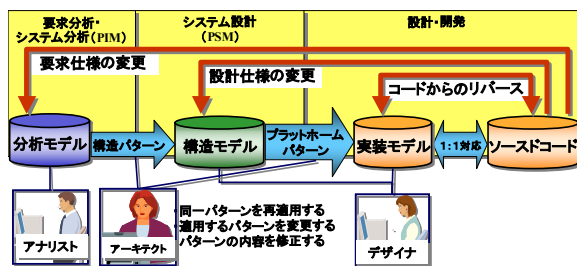 要求分析・
システム分析(PIM)
システム設計
(PSM)
設計・開発
要求仕様の変更
設計仕様の変更
コードからのリバース
分析モデル
構造パターン
構造モデル
プラットホーム
パターン
実装モデル
1:1対応
ソースドコード
アナリスト
アーキテクト
・同一パターンを再適用する
・適用するパターンを変更する
パターンの内容を修正する
デザイナ